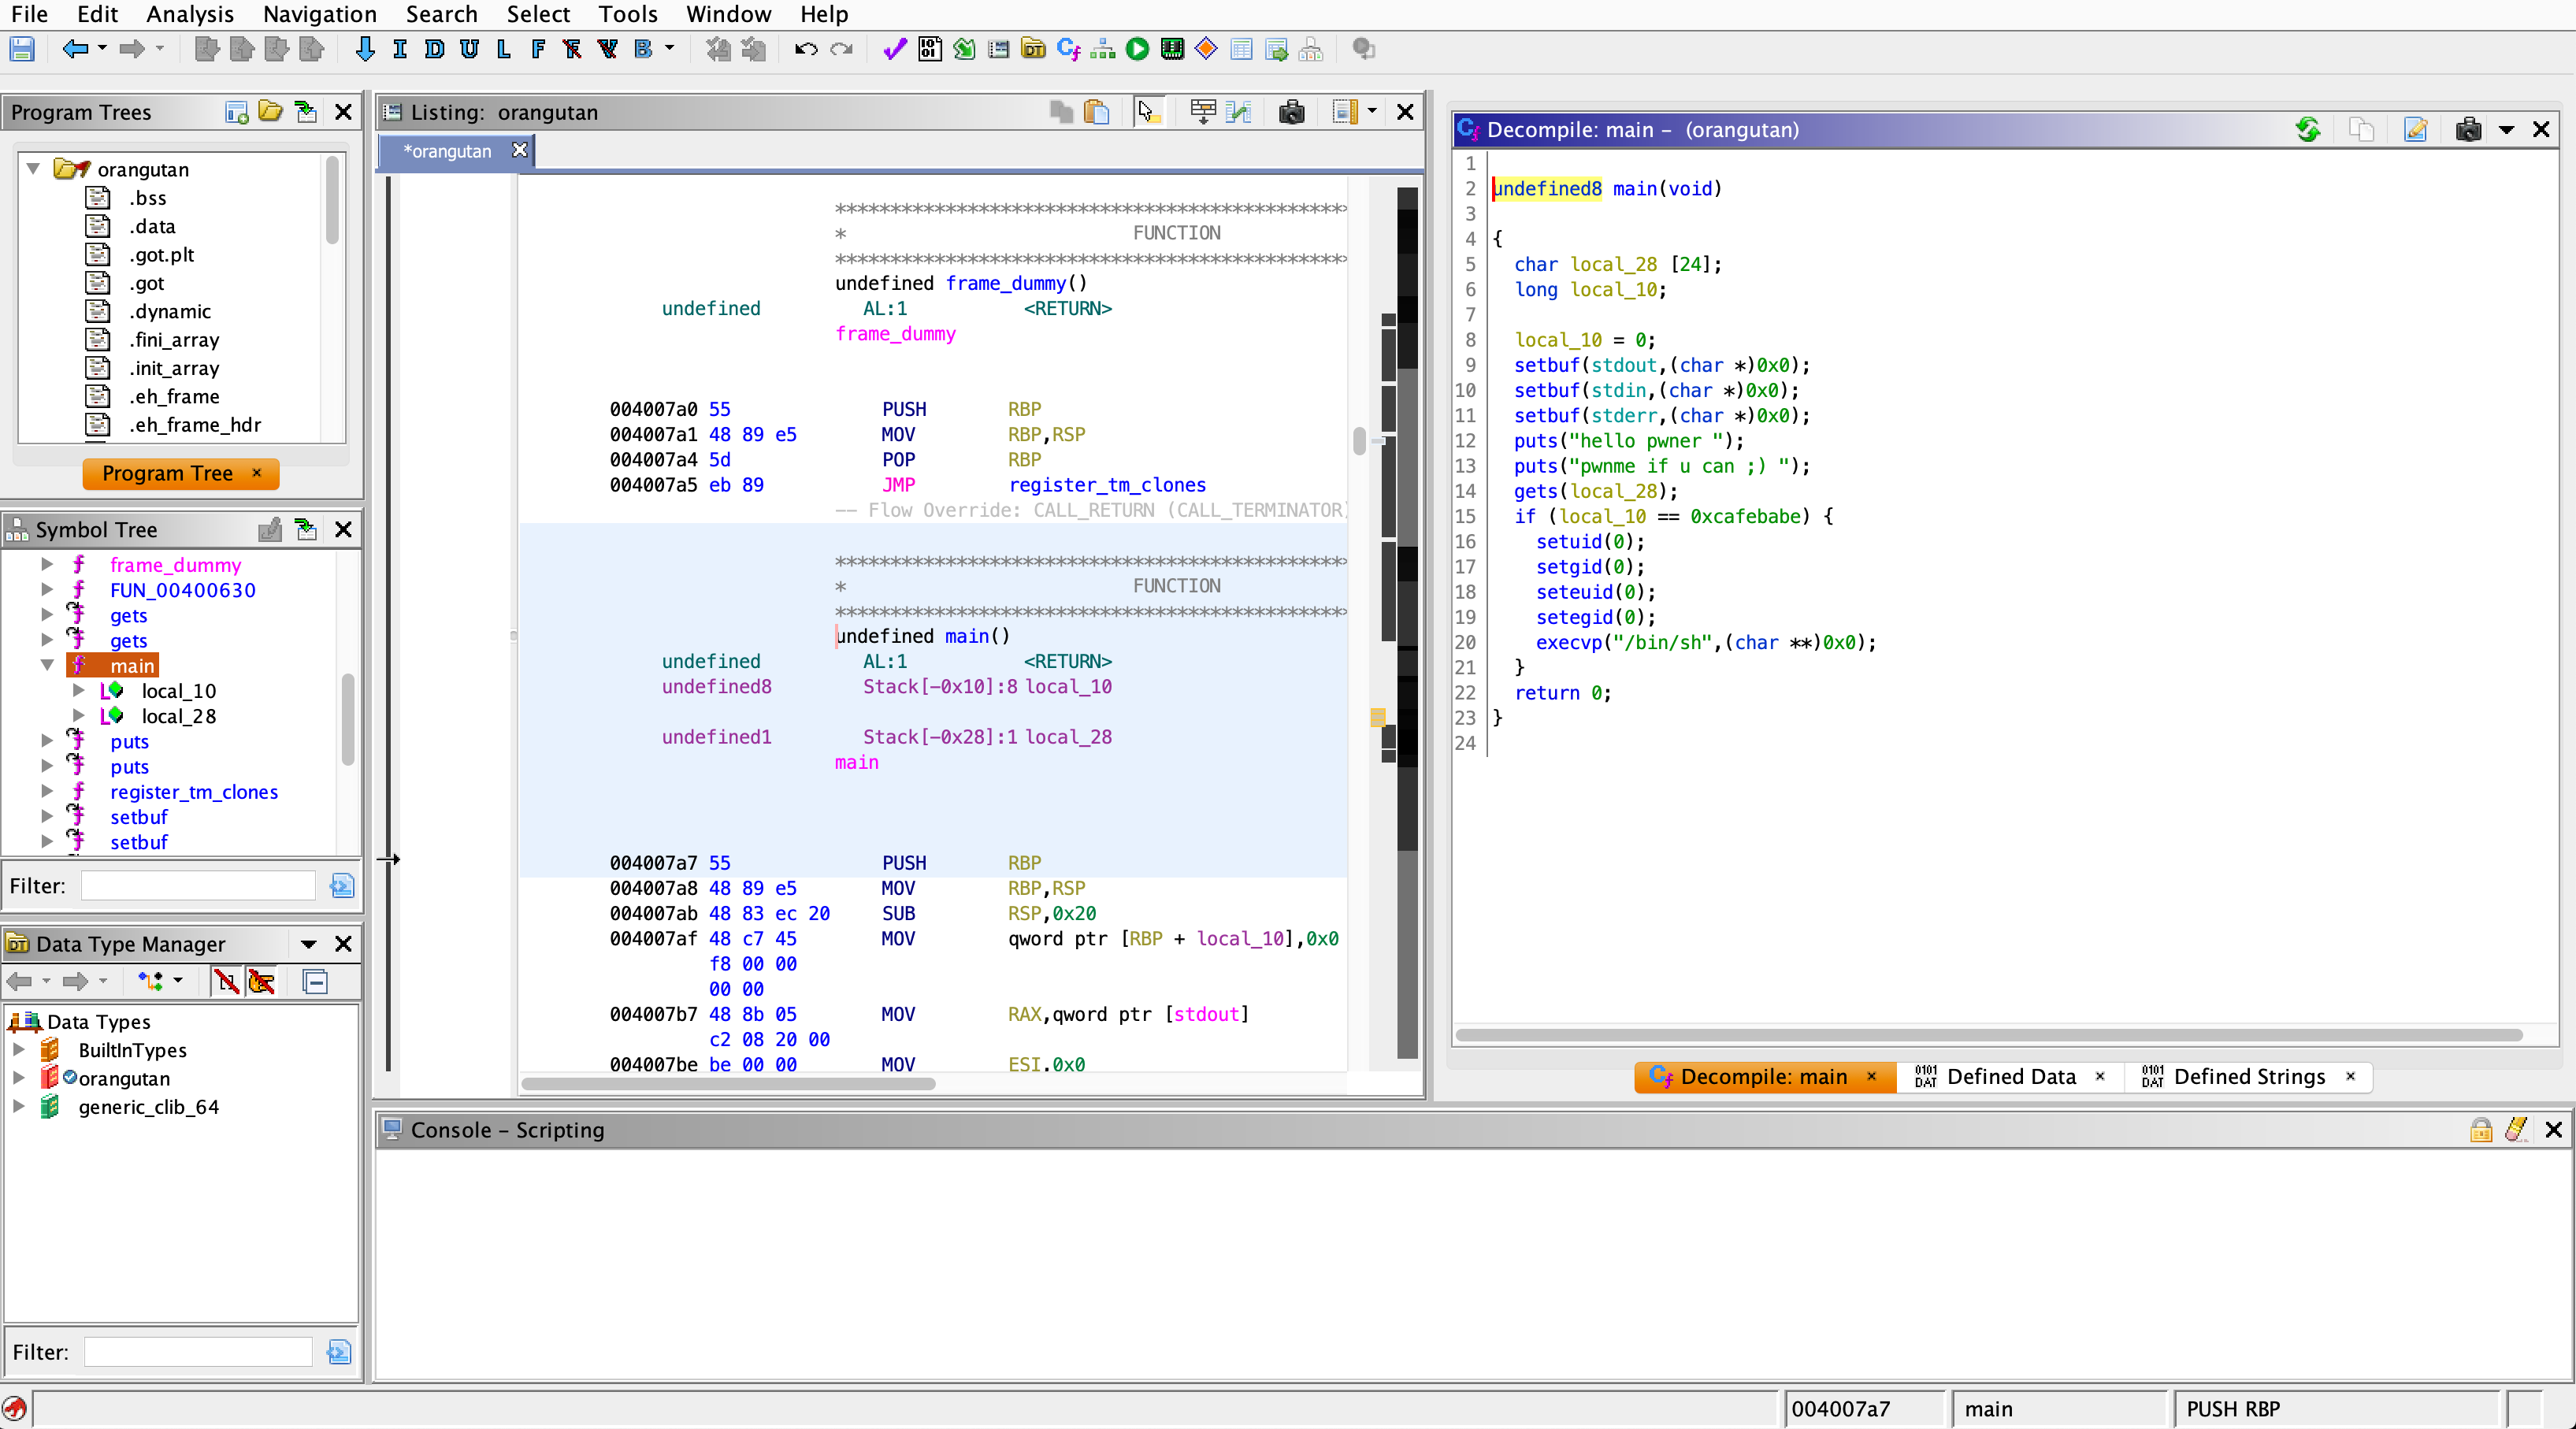 File Edit Analysis Navigation Search Select Tools Window Help
I D U L F F V B
Program Trees
orangutan
.bss
.data
.got.plt
.got
.dynamic
.fini_array
.init_array
.eh_frame
.eh_frame_hdr
Program Tree ×
Symbol Tree
frame_dummy
FUN_00400630
gets
gets
main
local_10
local_28
puts
puts
register_tm_clones
setbuf
setbuf
Filter:
Data Type Manager
Data Types
BuiltInTypes
orangutan
generic_clib_64
Filter:
Listing: orangutan
*orangutan
* FUNCTION
undefined frame_dummy()
undefined AL:1 <RETURN>
frame_dummy
004007a0 55 PUSH RBP
004007a1 48 89 e5 MOV RBP,RSP
004007a4 5d POP RBP
004007a5 eb 89 JMP register_tm_clones
-- Flow Override: CALL_RETURN (CALL_TERMINATOR)
* FUNCTION
undefined main()
undefined AL:1 <RETURN>
undefined8 Stack[-0x10]:8 local_10
undefined1 Stack[-0x28]:1 local_28
main
004007a7 55 PUSH RBP
004007a8 48 89 e5 MOV RBP,RSP
004007ab 48 83 ec 20 SUB RSP,0x20
004007af 48 c7 45 MOV qword ptr [RBP + local_10],0x0
f8 00 00
00 00
004007b7 48 8b 05 MOV RAX,qword ptr [stdout]
c2 08 20 00
004007be be 00 00 MOV ESI,0x0
Decompile: main – (orangutan)
1
2 undefined8 main(void)
3
4 {
5 char local_28 [24];
6 long local_10;
7
8 local_10 = 0;
9 setbuf(stdout,(char *)0x0);
10 setbuf(stdin,(char *)0x0);
11 setbuf(stderr,(char *)0x0);
12 puts("hello pwner ");
13 puts("pwnme if u can ;) ");
14 gets(local_28);
15 if (local_10 == 0xcafebabe) {
16 setuid(0);
17 setgid(0);
18 seteuid(0);
19 setegid(0);
20 execvp("/bin/sh",(char **)0x0);
21 }
22 return 0;
23 }
24
Decompile: main × Defined Data × Defined Strings ×
Console – Scripting
004007a7 main PUSH RBP